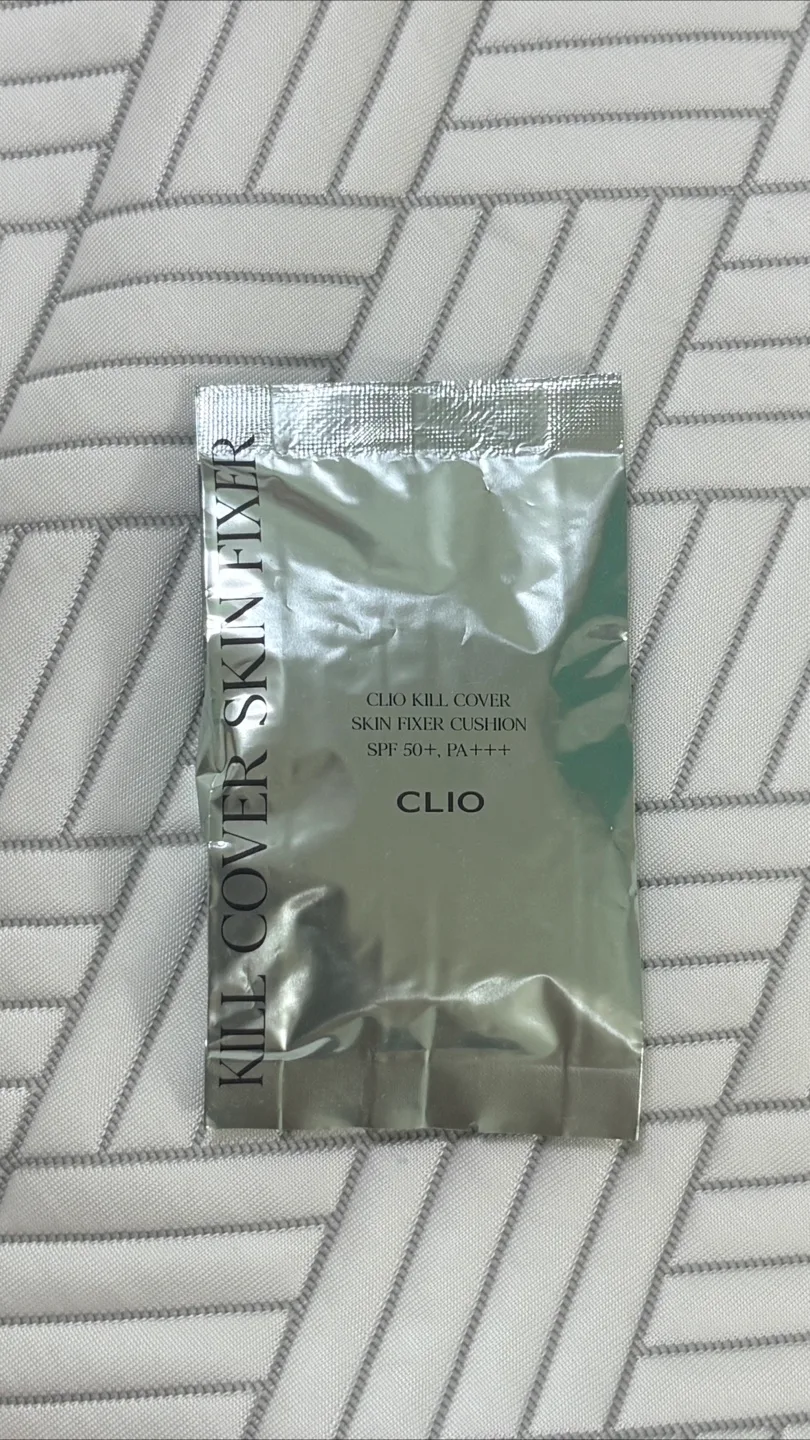 KILL COVER SKIN FIXER
CLIO KILL COVER
SKIN FIXER CUSHION
SPF 50+, PA+++
CLIO